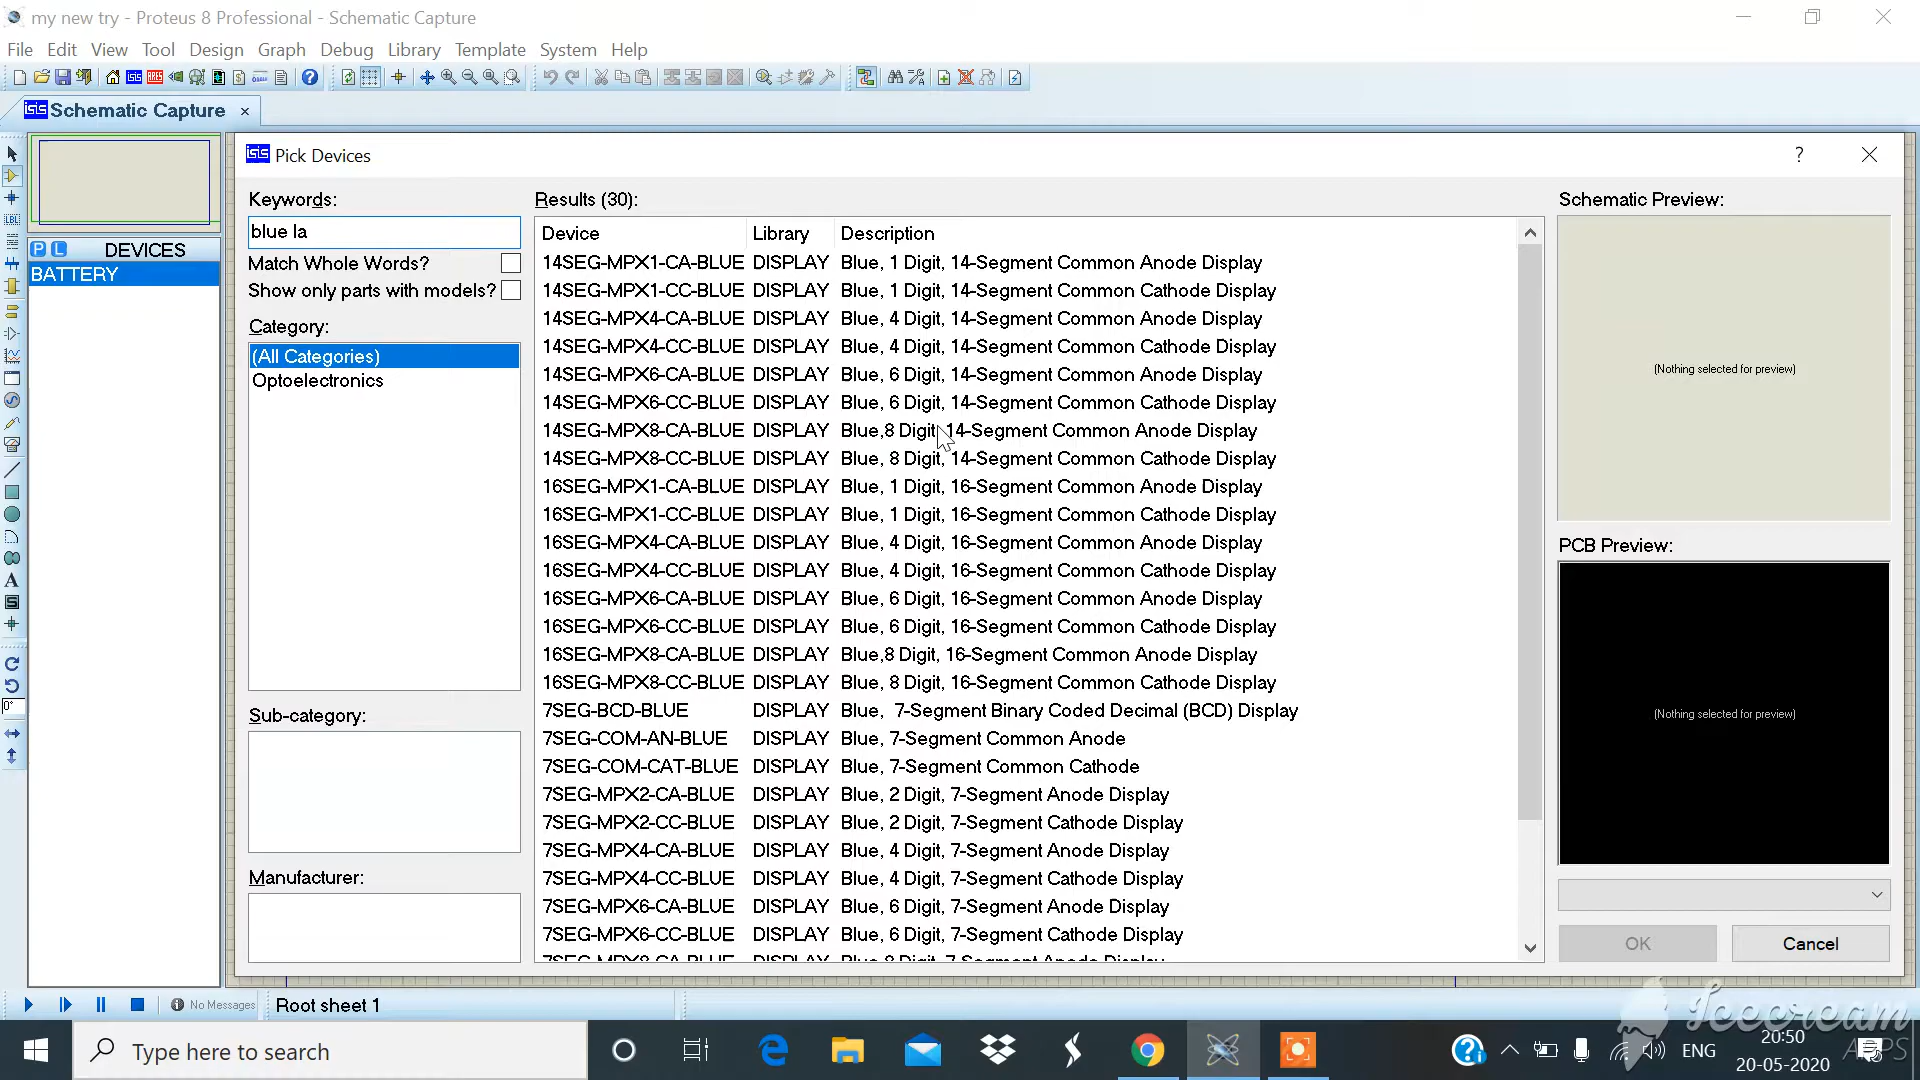 my new try - Proteus 8 Professional - Schematic Capture
File Edit View Tool Design Graph Debug Library Template System Help
isis Schematic Capture ×
isis Pick Devices ?
Keywords:
blue la
Match Whole Words?
Show only parts with models?
Category:
(All Categories)
Optoelectronics
Sub-category:
Manufacturer:
P L DEVICES
BATTERY
LBL
A
S
0°
Results (30):
Device Library Description
14SEG-MPX1-CA-BLUE DISPLAY Blue, 1 Digit, 14-Segment Common Anode Display
14SEG-MPX1-CC-BLUE DISPLAY Blue, 1 Digit, 14-Segment Common Cathode Display
14SEG-MPX4-CA-BLUE DISPLAY Blue, 4 Digit, 14-Segment Common Anode Display
14SEG-MPX4-CC-BLUE DISPLAY Blue, 4 Digit, 14-Segment Common Cathode Display
14SEG-MPX6-CA-BLUE DISPLAY Blue, 6 Digit, 14-Segment Common Anode Display
14SEG-MPX6-CC-BLUE DISPLAY Blue, 6 Digit, 14-Segment Common Cathode Display
14SEG-MPX8-CA-BLUE DISPLAY Blue,8 Digit, 14-Segment Common Anode Display
14SEG-MPX8-CC-BLUE DISPLAY Blue, 8 Digit, 14-Segment Common Cathode Display
16SEG-MPX1-CA-BLUE DISPLAY Blue, 1 Digit, 16-Segment Common Anode Display
16SEG-MPX1-CC-BLUE DISPLAY Blue, 1 Digit, 16-Segment Common Cathode Display
16SEG-MPX4-CA-BLUE DISPLAY Blue, 4 Digit, 16-Segment Common Anode Display
16SEG-MPX4-CC-BLUE DISPLAY Blue, 4 Digit, 16-Segment Common Cathode Display
16SEG-MPX6-CA-BLUE DISPLAY Blue, 6 Digit, 16-Segment Common Anode Display
16SEG-MPX6-CC-BLUE DISPLAY Blue, 6 Digit, 16-Segment Common Cathode Display
16SEG-MPX8-CA-BLUE DISPLAY Blue,8 Digit, 16-Segment Common Anode Display
16SEG-MPX8-CC-BLUE DISPLAY Blue, 8 Digit, 16-Segment Common Cathode Display
7SEG-BCD-BLUE DISPLAY Blue, 7-Segment Binary Coded Decimal (BCD) Display
7SEG-COM-AN-BLUE DISPLAY Blue, 7-Segment Common Anode
7SEG-COM-CAT-BLUE DISPLAY Blue, 7-Segment Common Cathode
7SEG-MPX2-CA-BLUE DISPLAY Blue, 2 Digit, 7-Segment Anode Display
7SEG-MPX2-CC-BLUE DISPLAY Blue, 2 Digit, 7-Segment Cathode Display
7SEG-MPX4-CA-BLUE DISPLAY Blue, 4 Digit, 7-Segment Anode Display
7SEG-MPX4-CC-BLUE DISPLAY Blue, 4 Digit, 7-Segment Cathode Display
7SEG-MPX6-CA-BLUE DISPLAY Blue, 6 Digit, 7-Segment Anode Display
7SEG-MPX6-CC-BLUE DISPLAY Blue, 6 Digit, 7-Segment Cathode Display
7SEG-MPX8-CA-BLUE DISPLAY Blue,8 Digit, 7-Segment Anode Display
Schematic Preview:
(Nothing selected for preview)
PCB Preview:
(Nothing selected for preview)
OK Cancel
No Messages Root sheet 1
Icecream
APPS
Type here to search
ENG
20:50
20-05-2020